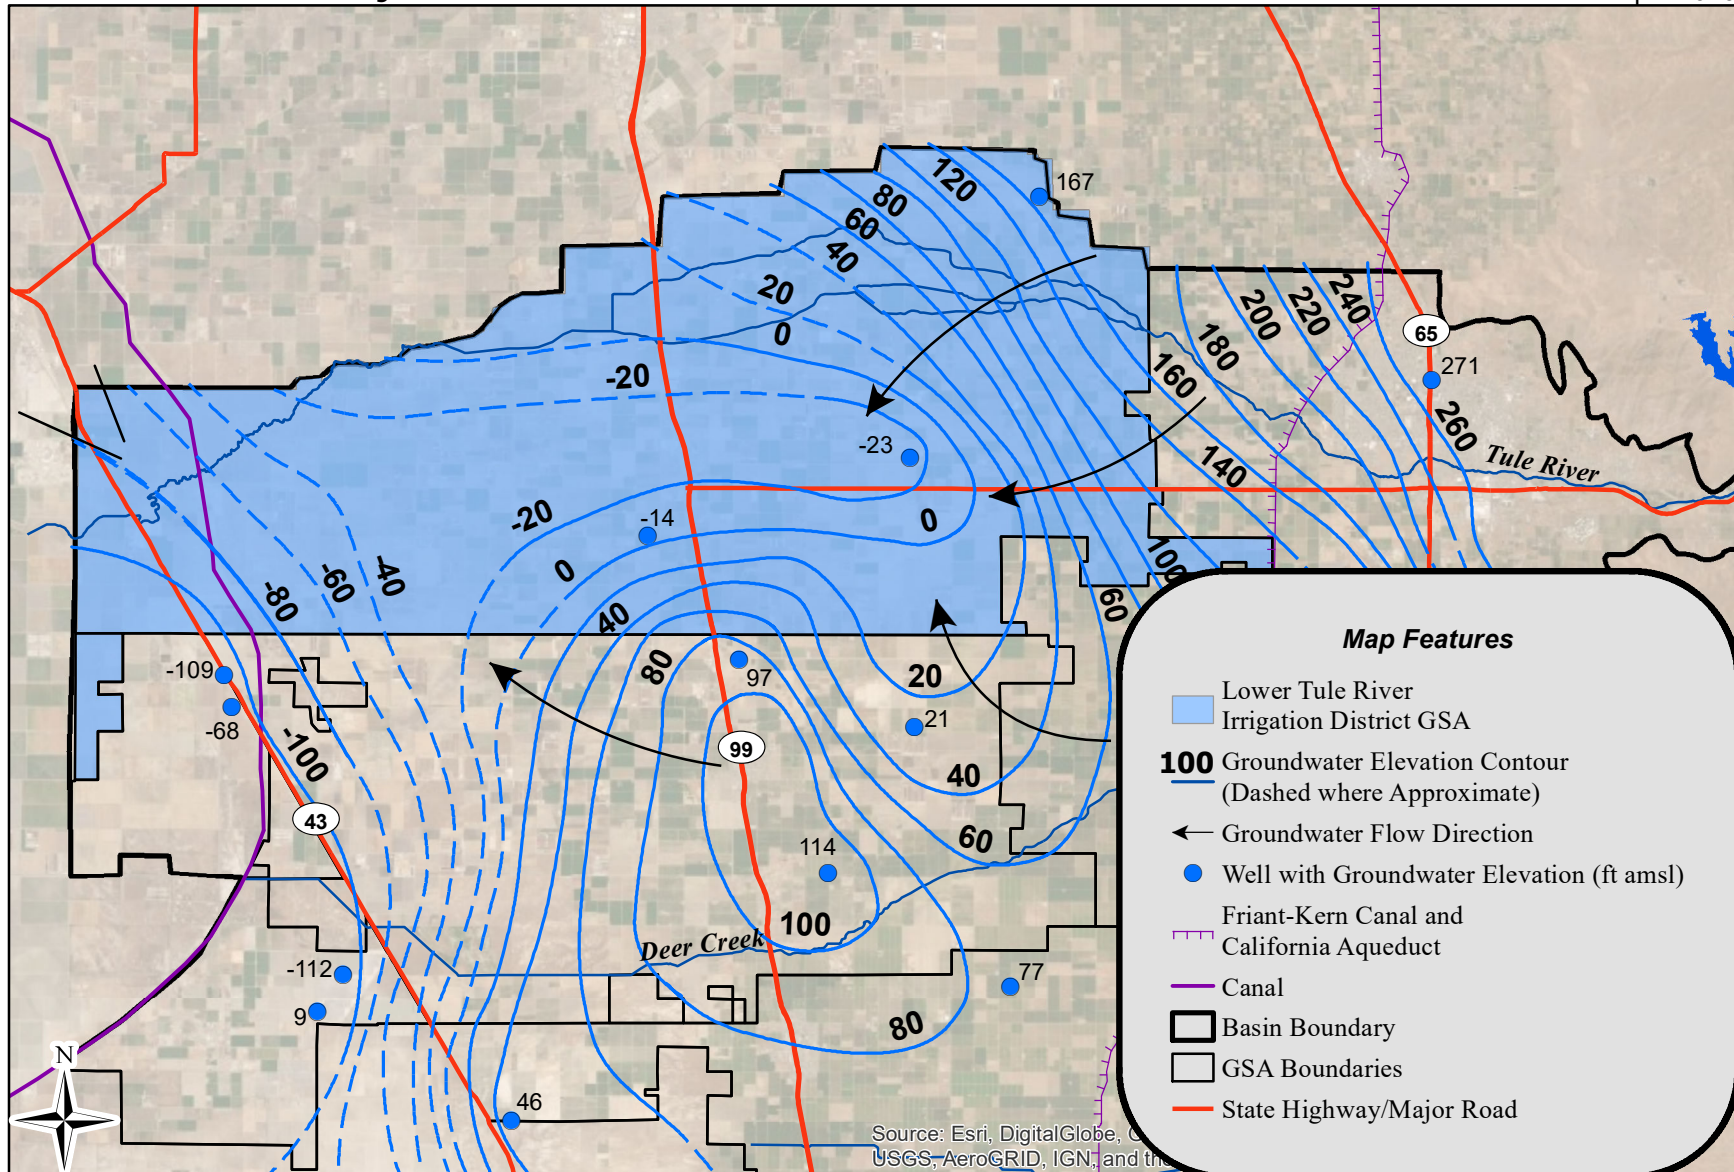 120
167
80
60
40
20
0
-20
240
220
200
180
160
140
65
271
260
Tule River
-23
-14
-20
0
0
-40
-60
-80
100
60
40
80
97
20
21
-109
-68
-100
99
43
40
60
114
100
Deer Creek
-112
9
77
80
46
N
Map Features
Lower Tule River
Irrigation District GSA
100 Groundwater Elevation Contour
(Dashed where Approximate)
Groundwater Flow Direction
Well with Groundwater Elevation (ft amsl)
Friant-Kern Canal and
California Aqueduct
Canal
Basin Boundary
GSA Boundaries
State Highway/Major Road
Source: Esri, DigitalGlobe,
USGS, AeroGRID, IGN, and